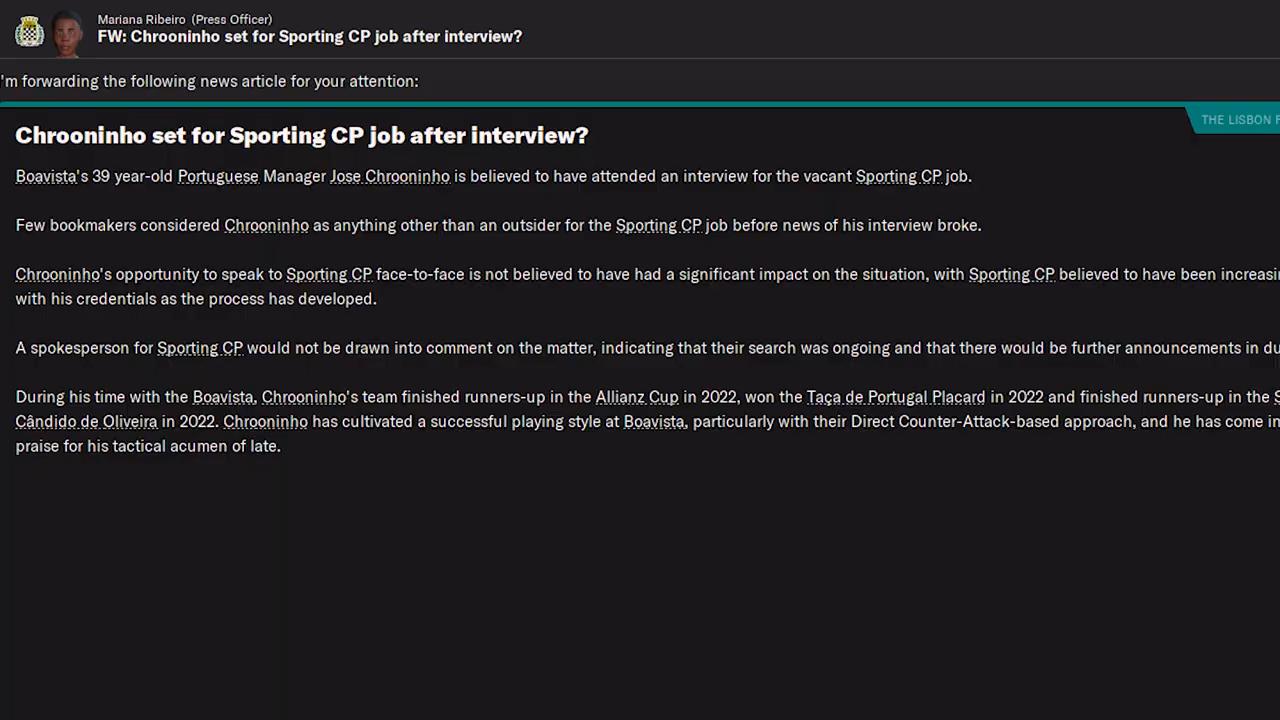 Mariana Ribeiro (Press Officer)
FW: Chrooninho set for Sporting CP job after interview?
'm forwarding the following news article for your attention:
THE LISBON
Chrooninho set for Sporting CP job after interview?
Boavista's 39 year-old Portuguese Manager Jose Chrooninho is believed to have attended an interview for the vacant Sporting CP job.
Few bookmakers considered Chrooninho as anything other than an outsider for the Sporting CP job before news of his interview broke.
Chrooninho's opportunity to speak to Sporting CP face-to-face is not believed to have had a significant impact on the situation, with Sporting CP believed to have been increasi
with his credentials as the process has developed.
A spokesperson for Sporting CP would not be drawn into comment on the matter, indicating that their search was ongoing and that there would be further announcements in du
During his time with the Boavista, Chrooninho's team finished runners-up in the Allianz Cup in 2022, won the Taça de Portugal Placard in 2022 and finished runners-up in the S
Cândido de Oliveira in 2022. Chrooninho has cultivated a successful playing style at Boavista, particularly with their Direct Counter-Attack-based approach, and he has come in
praise for his tactical acumen of late.